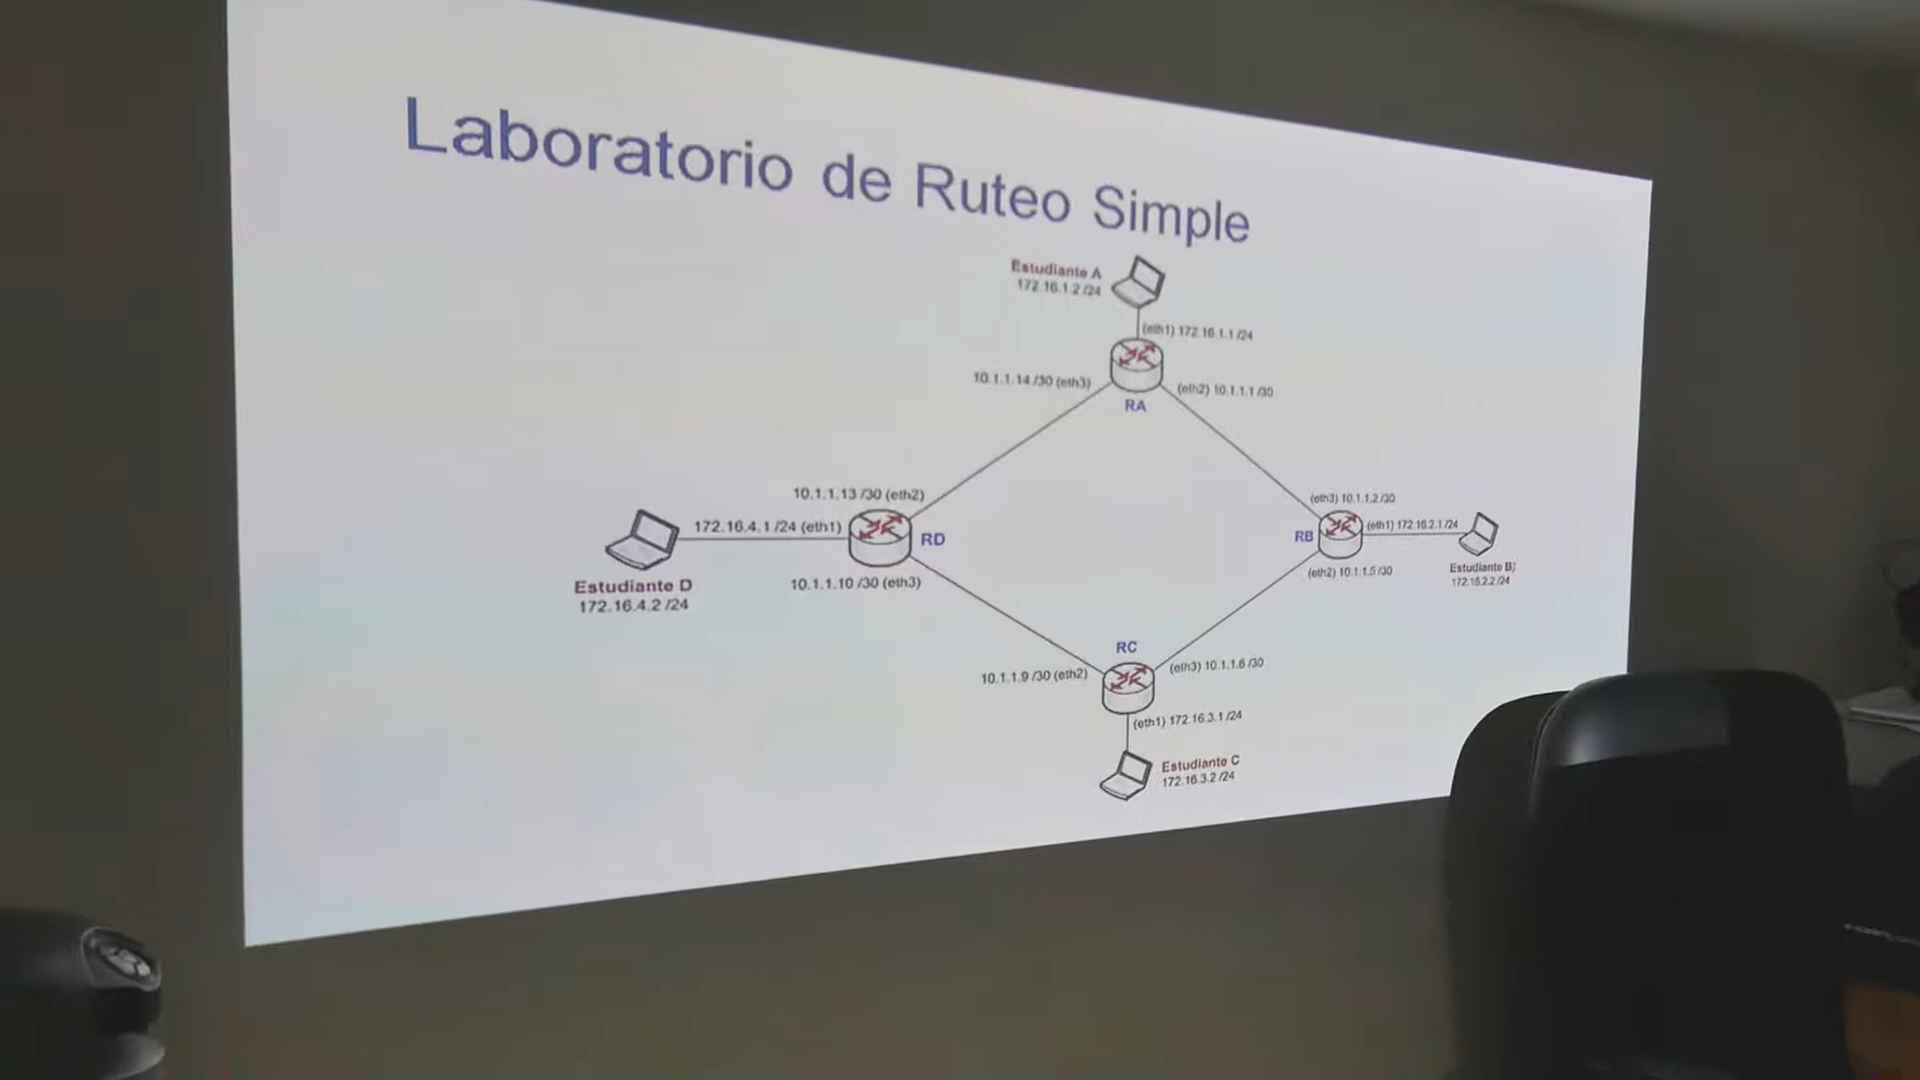 Laboratorio de Ruteo Simple
Estudiante A
172.16.1.2 /24
(eth1) 172.16.1.1 /24
10.1.1.14 /30 (eth3)
(eth2) 10.1.1.1 /30
RA
10.1.1.13 /30 (eth2)
172.16.4.1 /24 (eth1)
RD
Estudiante D
172.16.4.2 /24
10.1.1.10 /30 (eth3)
(eth3) 10.1.1.2 /30
RB
(eth1) 172.16.2.1 /24
(eth2) 10.1.1.5 /30
Estudiante B)
172.16.2.2 /24
RC
10.1.1.9 /30 (eth2)
(eth3) 10.1.1.6 /30
(eth1) 172.16.3.1 /24
Estudiante C
172.16.3.2 /24